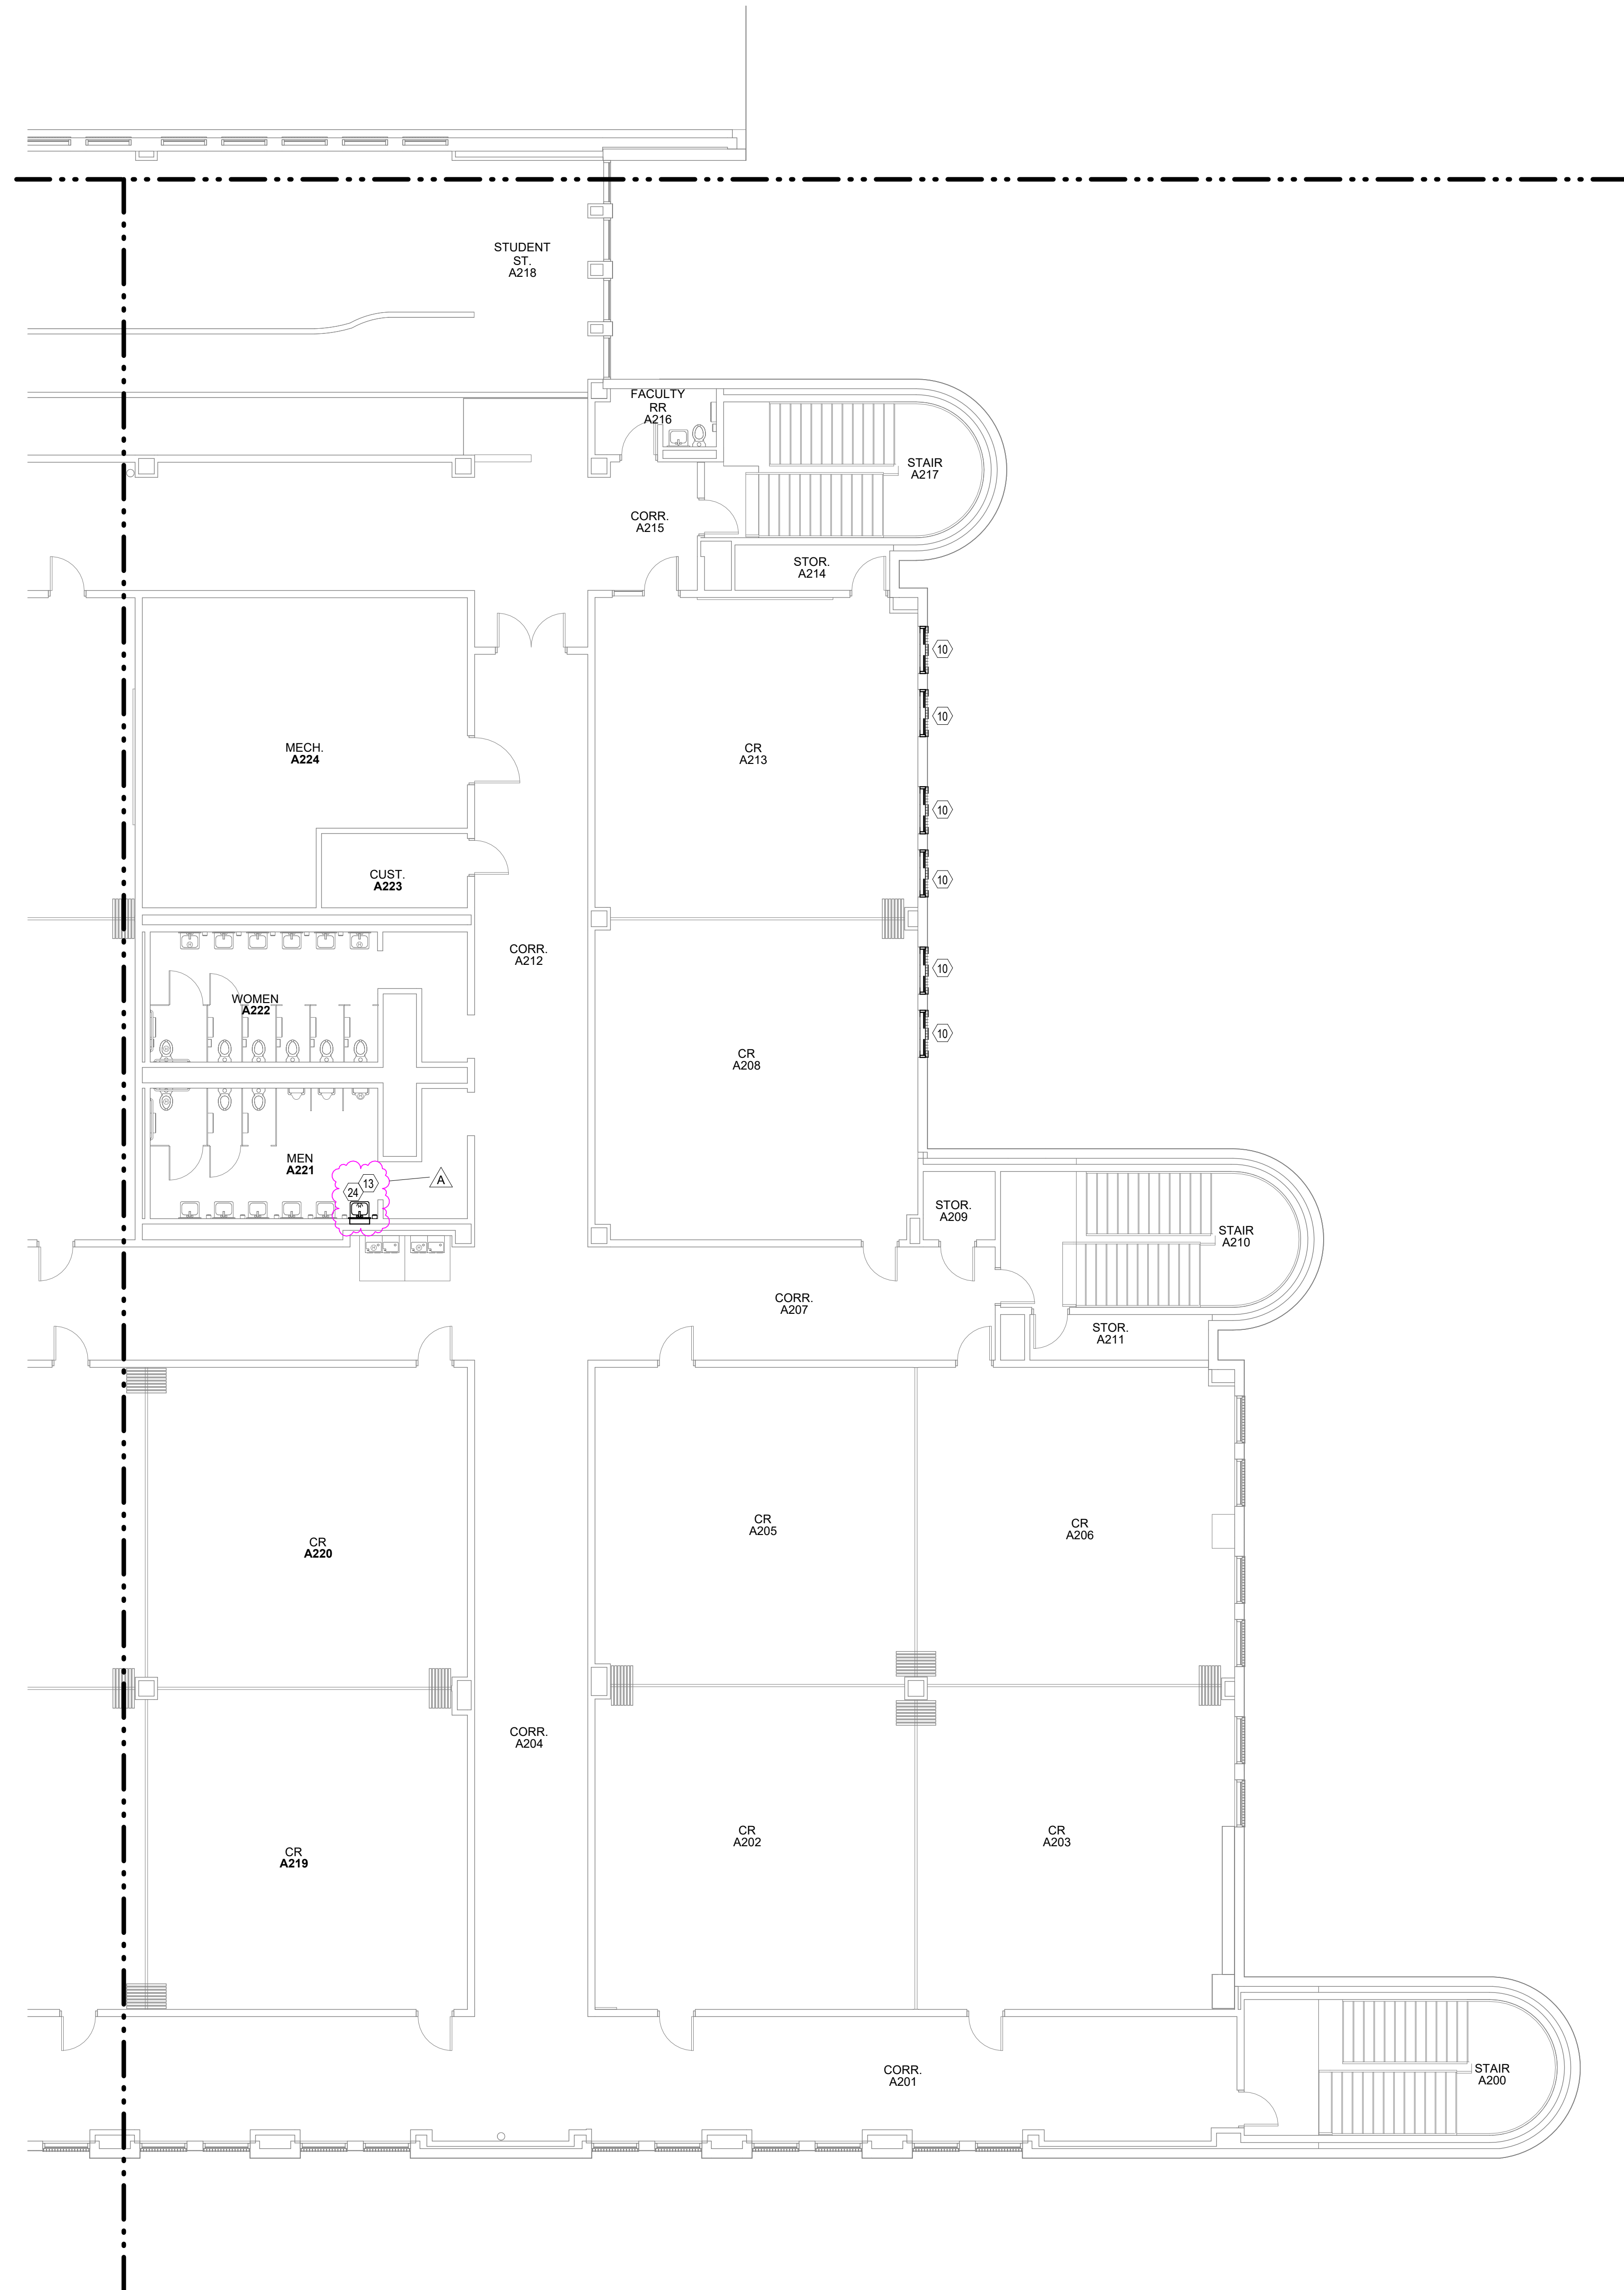 STUDENT
ST.
A218
FACULTY
RR
A216
STAIR
A217
CORR.
A215
STOR.
A214
10
10
MECH.
A224
CR
A213
10
CUST.
A223
10
CORR.
A212
10
WOMEN
A222
10
CR
A208
MEN
A221
13
24
A
STOR.
A209
STAIR
A210
CORR.
A207
STOR.
A211
CR
A205
CR
A206
CR
A220
CORR.
A204
CR
A202
CR
A203
CR
A219
CORR.
A201
STAIR
A200